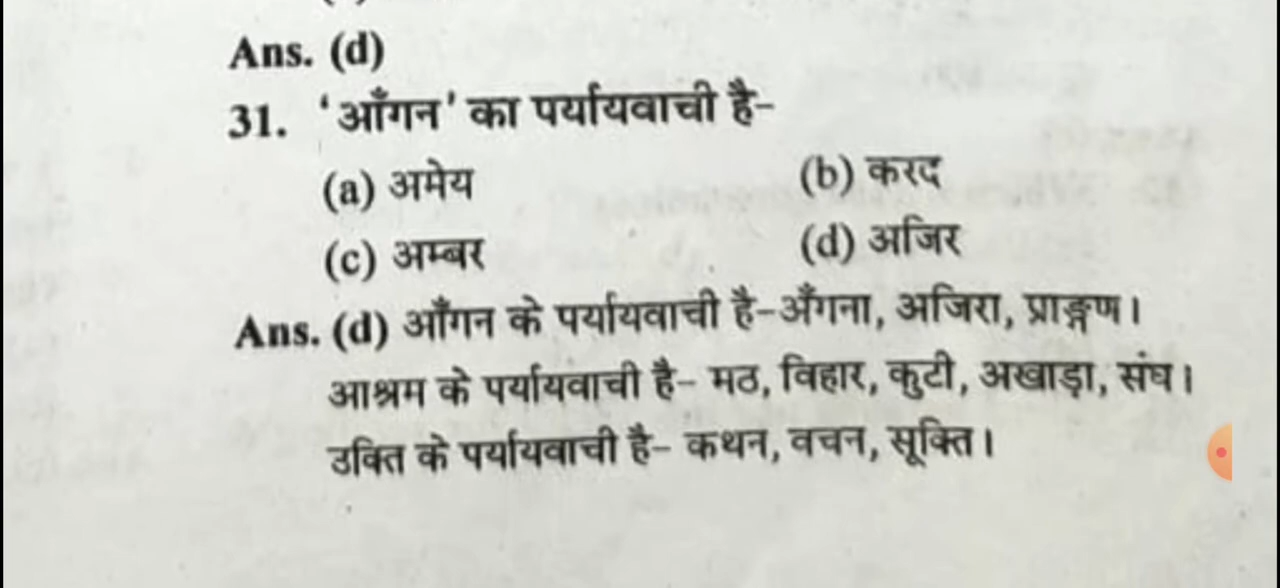 Ans. (d)
31. 'आँगन' का पर्यायवाची है-
(a) अमेय (b) करद
(c) अम्बर (d) अजिर
Ans. (d) आँगन के पर्यायवाची है-अँगना, अजिरा, प्राङ्गण।
आश्रम के पर्यायवाची है- मठ, विहार, कुटी, अखाड़ा, संघ।
उक्ति के पर्यायवाची है- कथन, वचन, सूक्ति।